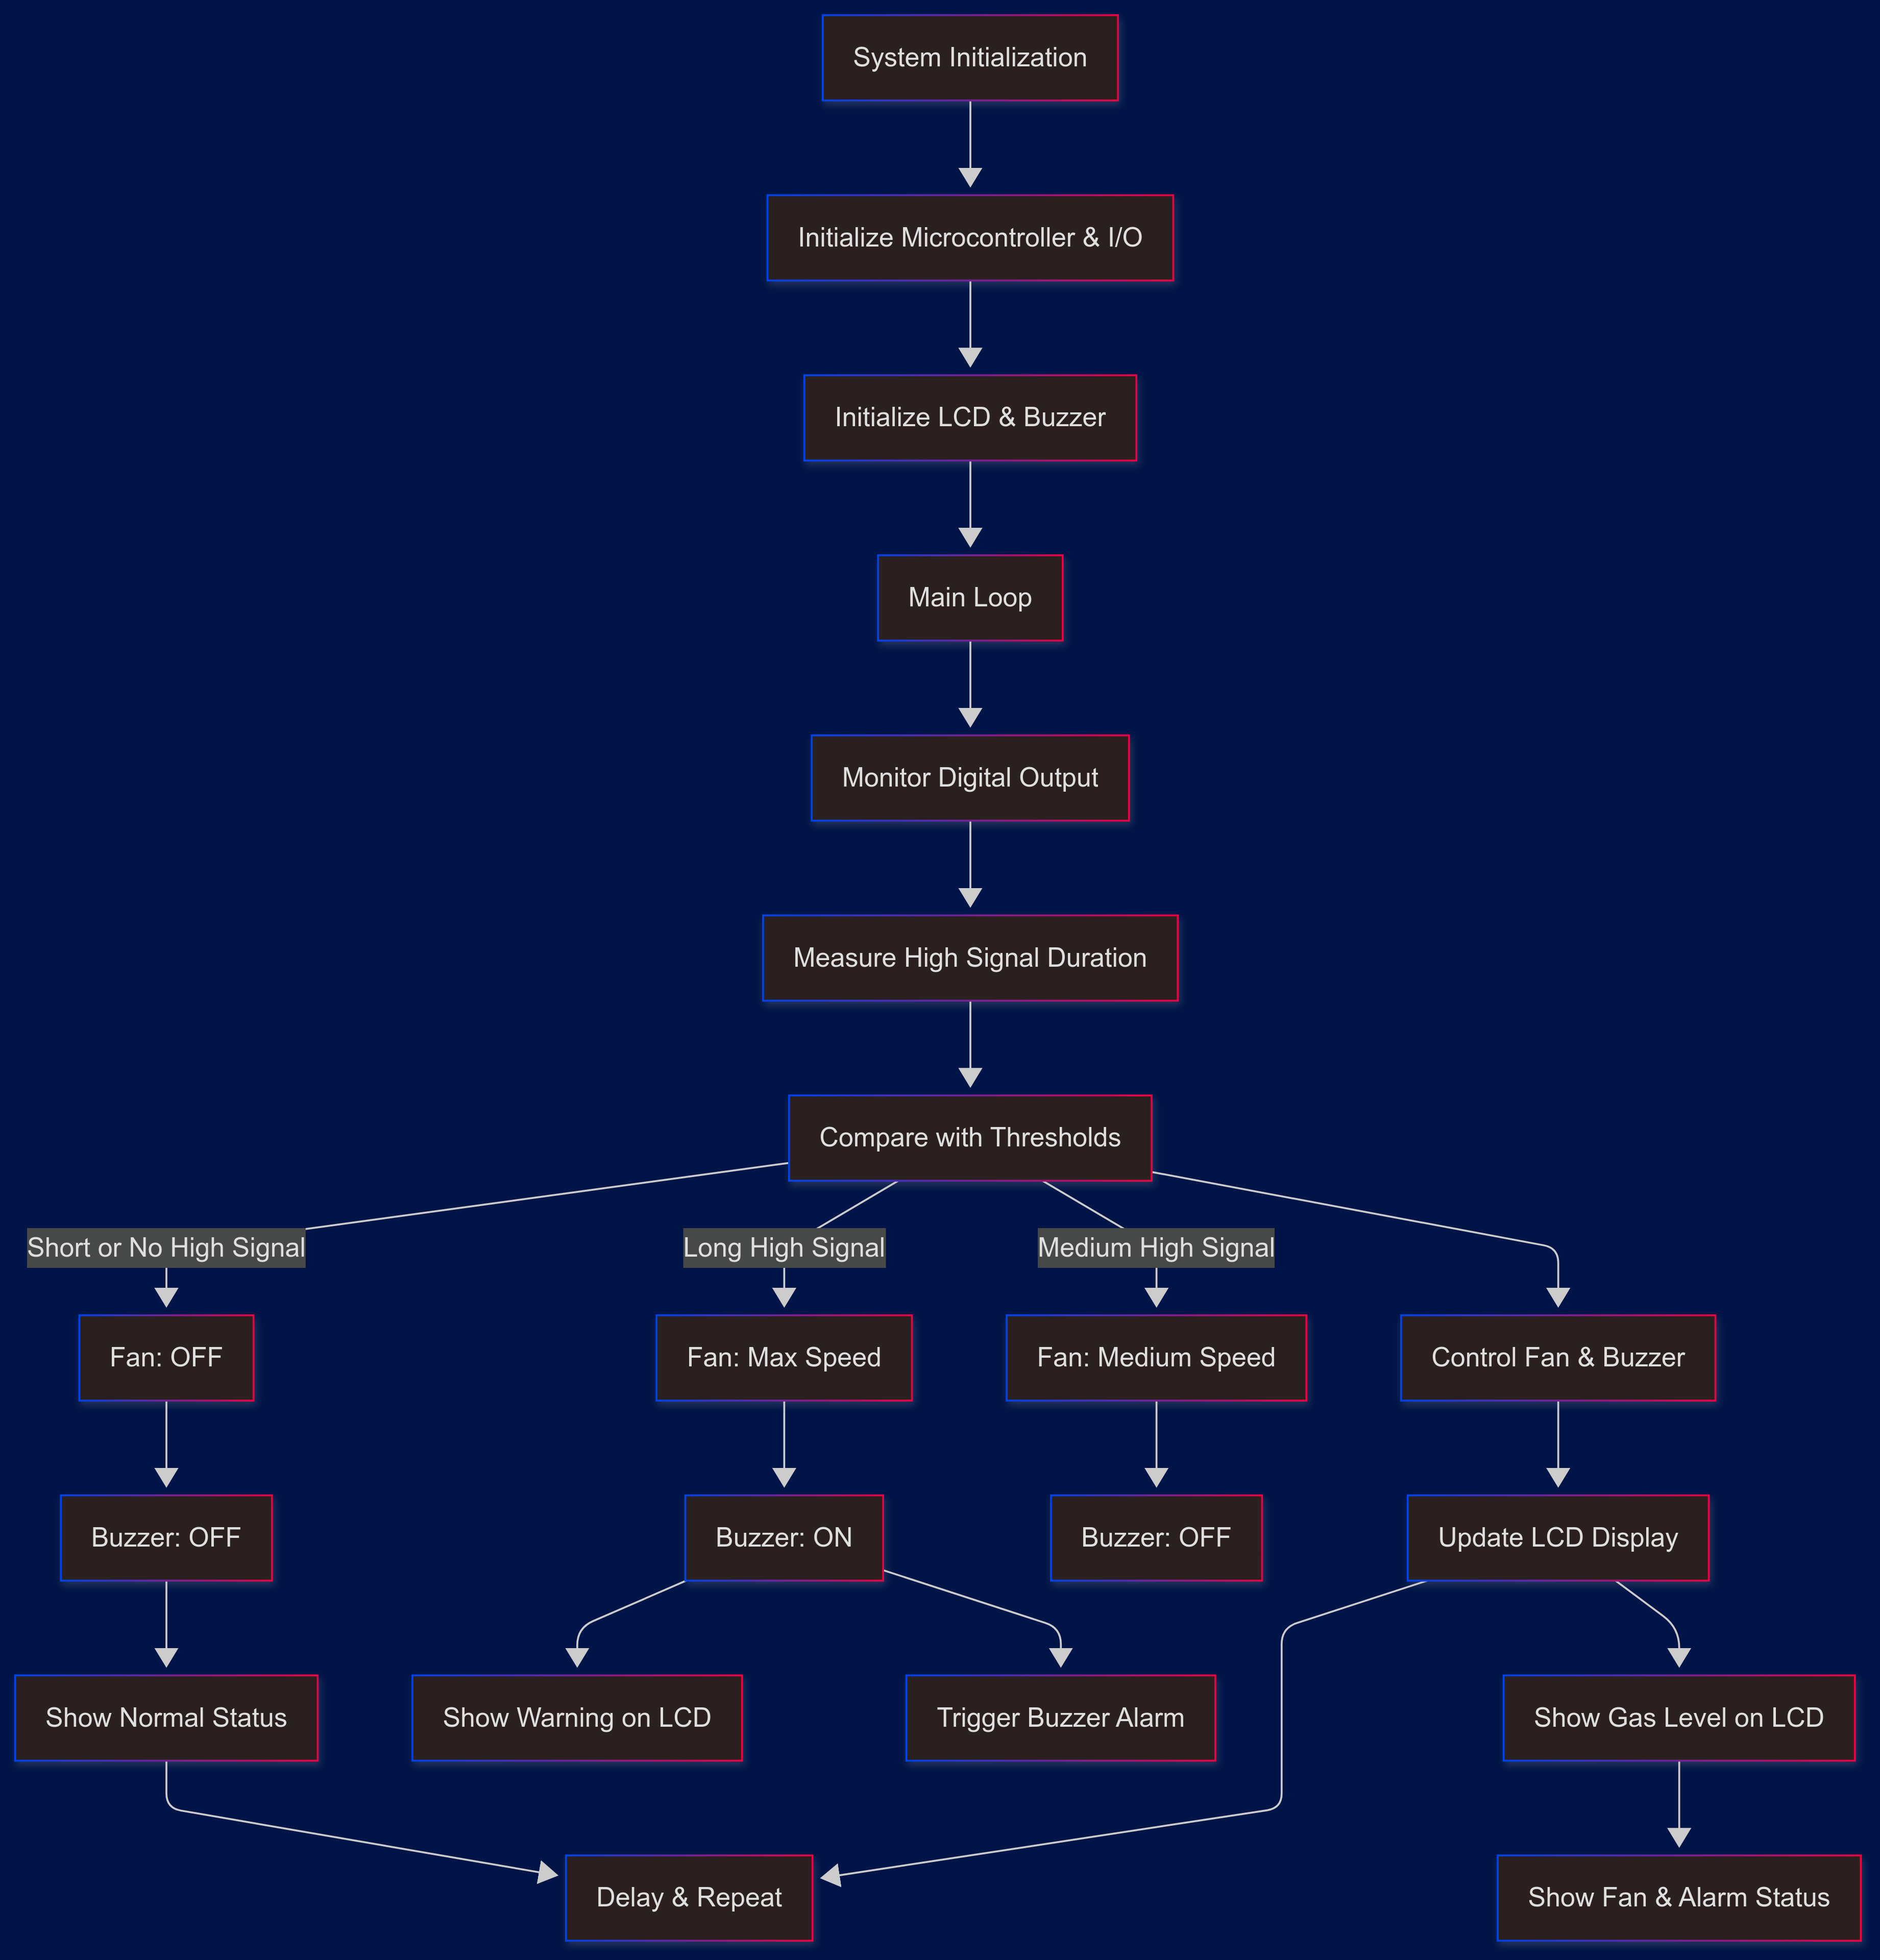 System Initialization
Initialize Microcontroller & I/O
Initialize LCD & Buzzer
Main Loop
Monitor Digital Output
Measure High Signal Duration
Compare with Thresholds
Short or No High Signal
Long High Signal
Medium High Signal
Fan: OFF
Fan: Max Speed
Fan: Medium Speed
Control Fan & Buzzer
Buzzer: OFF
Buzzer: ON
Buzzer: OFF
Update LCD Display
Show Normal Status
Show Warning on LCD
Trigger Buzzer Alarm
Show Gas Level on LCD
Delay & Repeat
Show Fan & Alarm Status